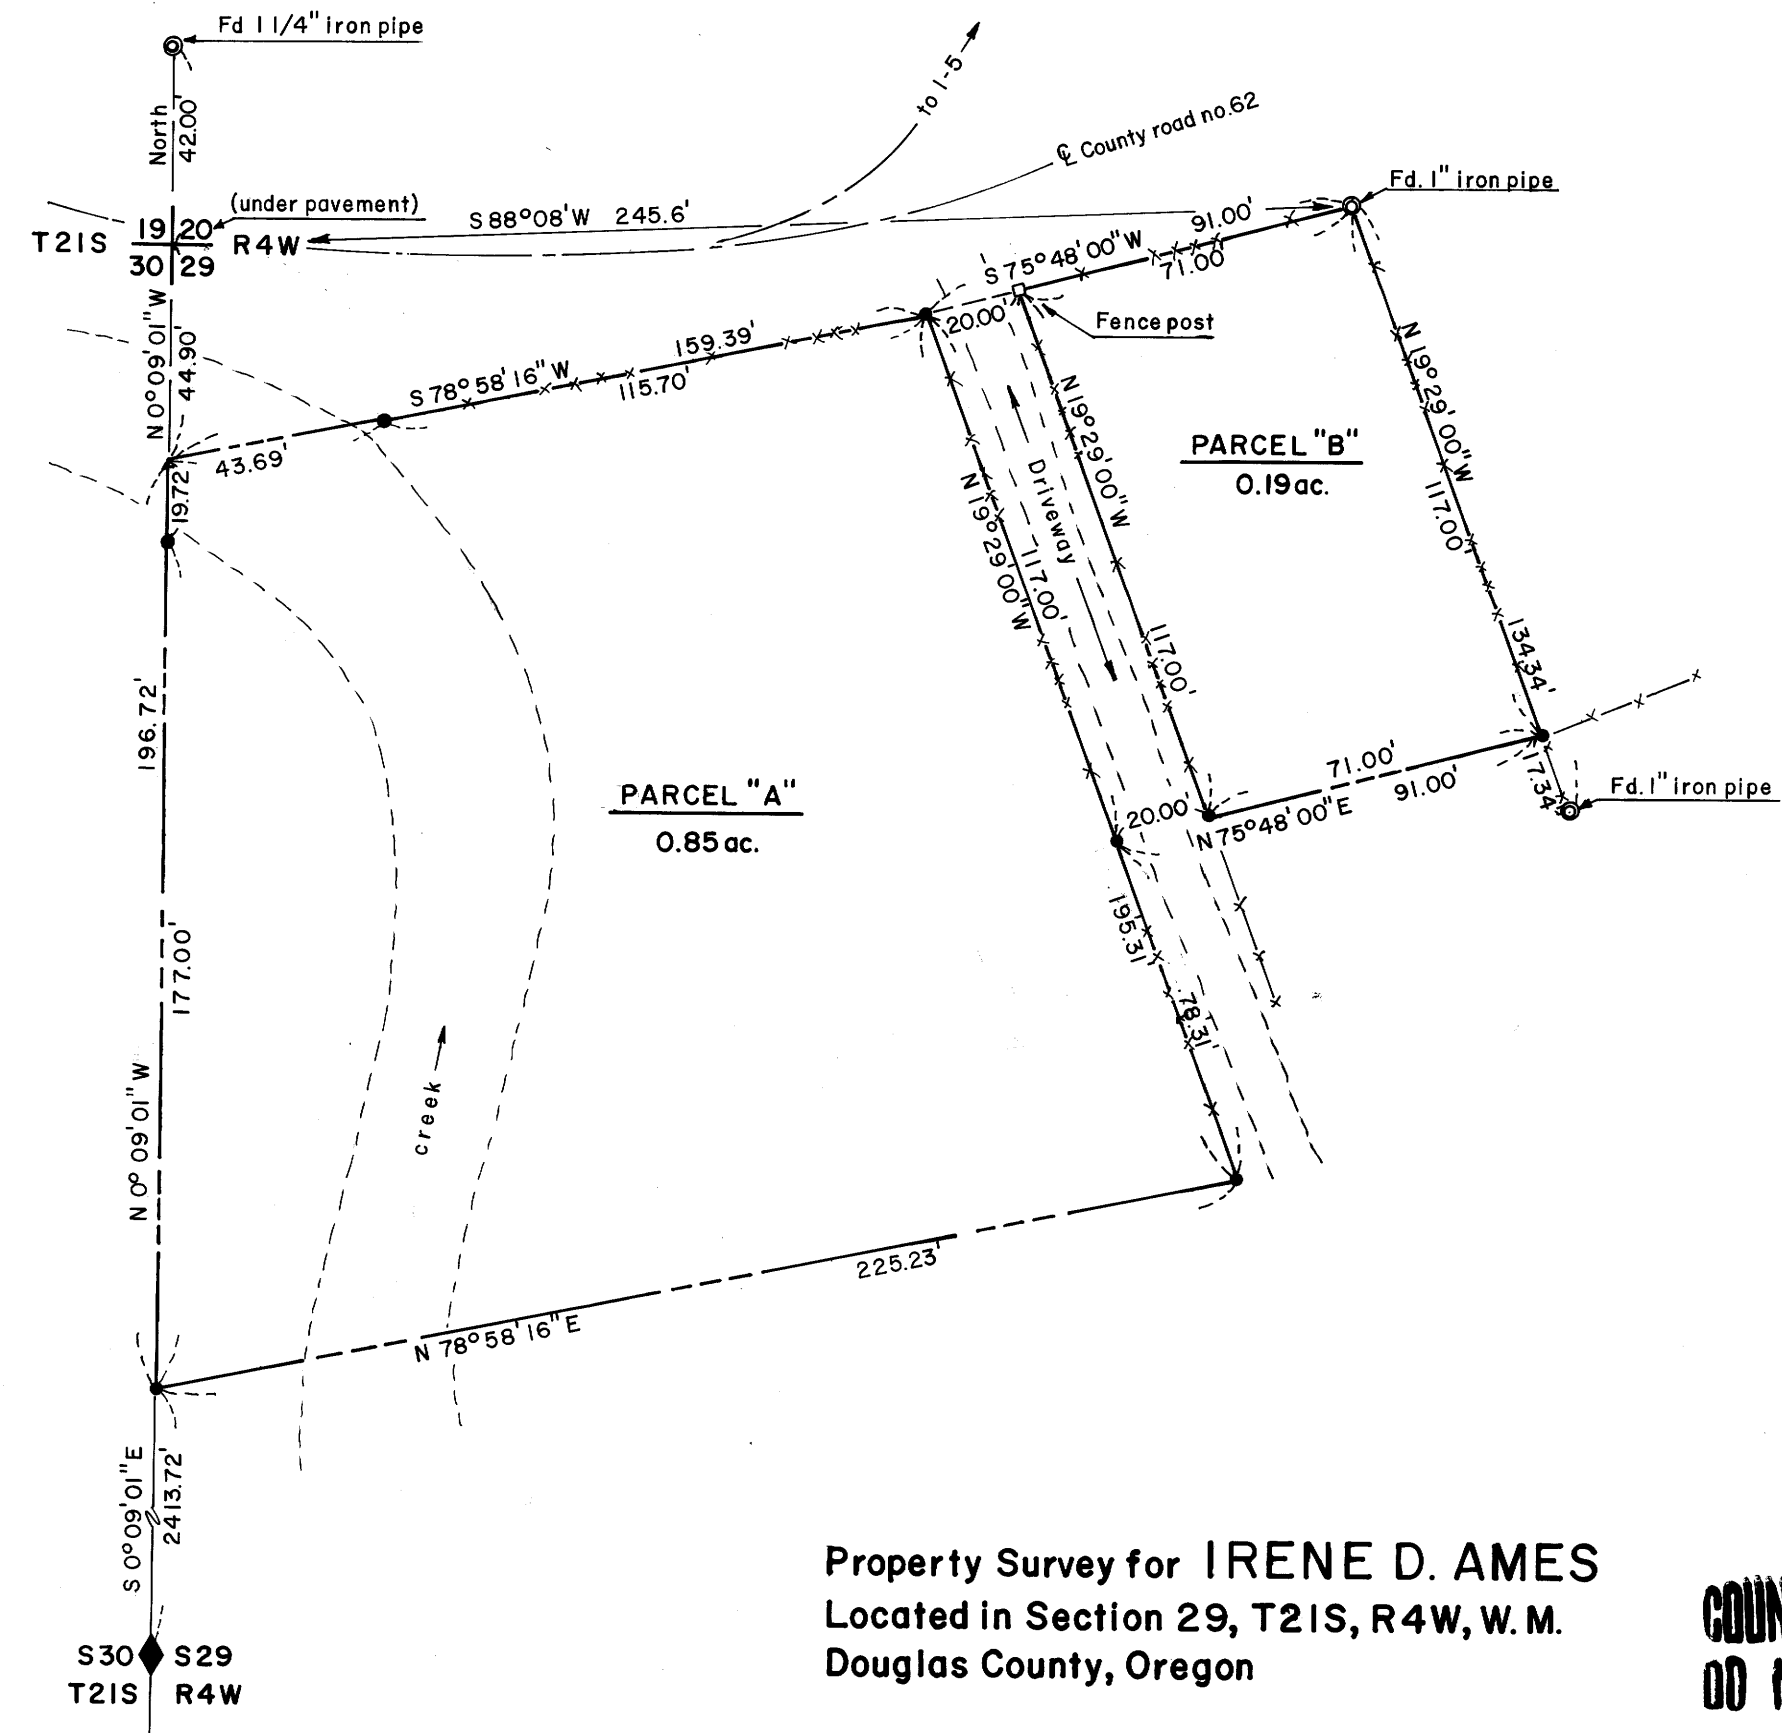 Fd 1 1/4" iron pipe
North
42.00'
to I-5
℄ County road no.62
(under pavement)
19 20
T21S R4W
30 29
S 88°08' W 245.6'
Fd. 1" iron pipe
91.00'
S 75°48'00" W
71.00'
20.00'
Fence post
N 0°09'01" W
44.90'
159.39'
S 78°58'16" W
115.70'
43.69'
19.72'
N 19°29'00" W
117.00'
Driveway
N 19°29'00" W
117.00'
PARCEL "B"
0.19 ac.
N 19°29'00" W
117.00'
134.34'
196.72'
177.00'
N 0° 09'01" W
PARCEL "A"
0.85 ac.
71.00'
91.00'
20.00'
N 75°48'00" E
17.34'
Fd. 1" iron pipe
195.31'
78.31'
creek
225.23'
N 78°58'16" E
S 0°09'01" E
2413.72'
S30 S29
T21S R4W
Property Survey for IRENE D. AMES
Located in Section 29, T21S, R4W, W.M.
Douglas County, Oregon